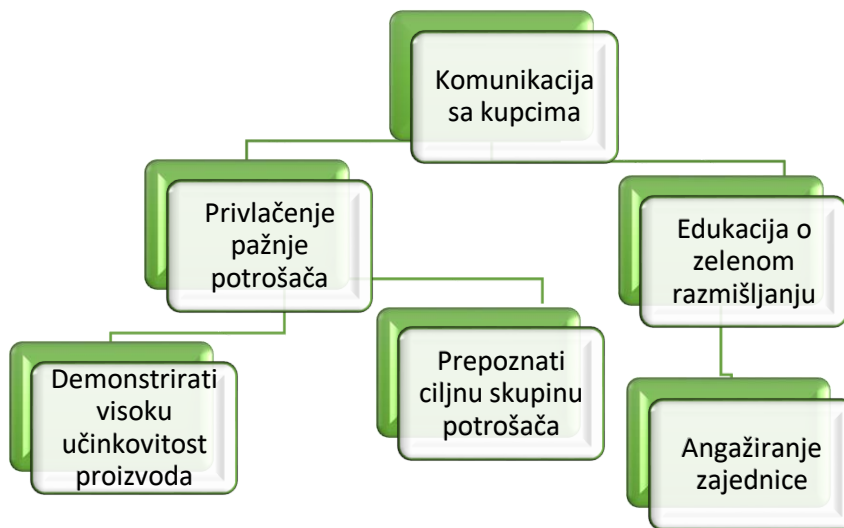 Komunikacija
sa kupcima
Privlačenje
pažnje
potrošača
Edukacija o
zelenom
razmišljanju
Demonstrirati
visoku
učinkovitost
proizvoda
Prepoznati
ciljnu skupinu
potrošača
Angažiranje
zajednice